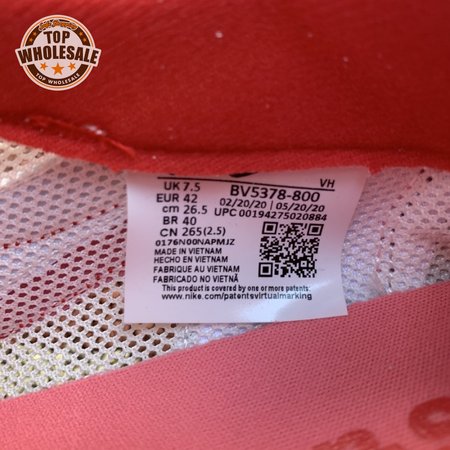 TOP
WHOLESALE
VH
UK 7.5
BV5378-800
EUR 42
02/20/20 | 05/20/20
cm 26.5
UPC 00194275020884
BR 40
CN 265(2.5)
0176N00NAPMJZ
MADE IN VIETNAM
HECHO EN VIETNAM
FABRIQUE AU VIETNAM
FABRICADO NO VIETNÃ
This product is covered by one or more patents:
www.nike.com/patentsvirtualmarking